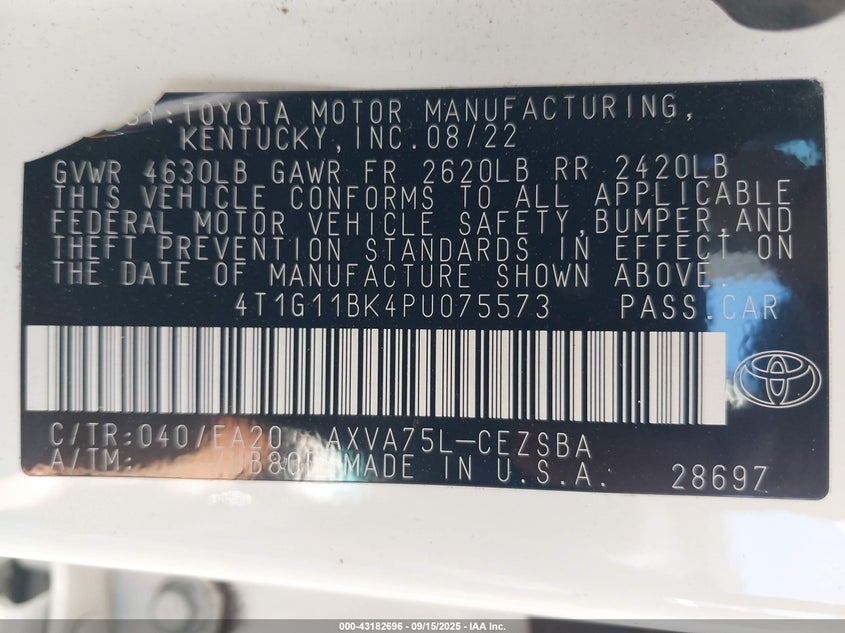 BY:TOYOTA MOTOR MANUFACTURING,
KENTUCKY,INC.08/22
GVWR 4630LB GAWR FR 2620LB RR 2420LB
THIS VEHICLE CONFORMS TO ALL APPLICABLE
FEDERAL MOTOR VEHICLE SAFETY,BUMPER,AND
THEFT PREVENTION STANDARDS IN EFFECT ON
THE DATE OF MANUFACTURE SHOWN ABOVE.
4T1G11BK4PU075573 PASS.CAR
C/TR:040/EA20 AXVA75L-CEZSBA
A/TM: MADE IN U.S.A. 28697
000-43182696 - 09/15/2025 - IAA Inc.